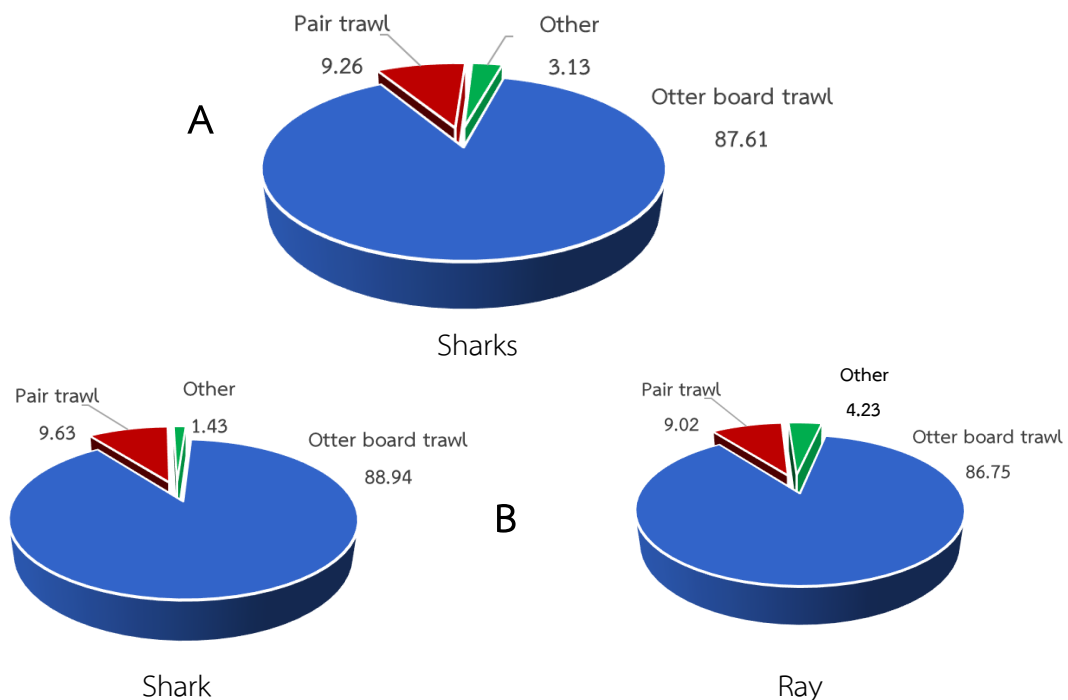 Pair trawl
9.26
Other
3.13
Otter board trawl
87.61
A
Sharks
Pair trawl
9.63
Other
1.43
Otter board trawl
88.94
Shark
B
Pair trawl
9.02
Other
4.23
Otter board trawl
86.75
Ray